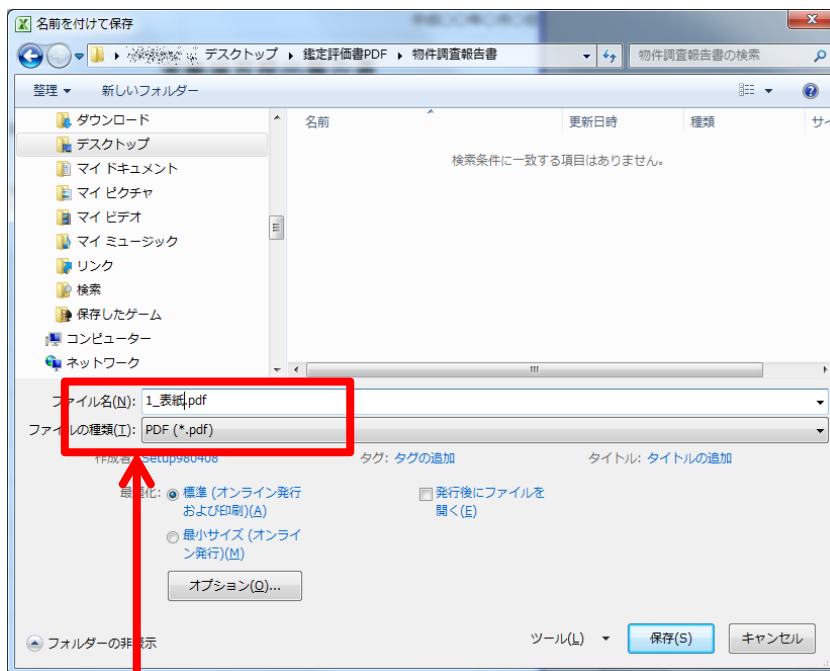 名前を付けて保存
デスクトップ ▸ 鑑定評価書PDF ▸ 物件調査報告書
物件調査報告書の検索
整理 ▼ 新しいフォルダー
ダウンロード
デスクトップ
マイ ドキュメント
マイ ピクチャ
マイ ビデオ
マイ ミュージック
リンク
検索
保存したゲーム
コンピューター
ネットワーク
名前 更新日時 種類 サイ
検索条件に一致する項目はありません。
ファイル名(N): 1_表紙.pdf
ファイルの種類(T): PDF (*.pdf)
作成者: Setup980408 タグ: タグの追加 タイトル: タイトルの追加
最適化: 標準 (オンライン発行
および印刷)(A)
最小サイズ (オンライ
ン発行)(M)
発行後にファイルを
開く(E)
オプション(O)...
フォルダーの非表示
ツール(L) ▼ 保存(S) キャンセル